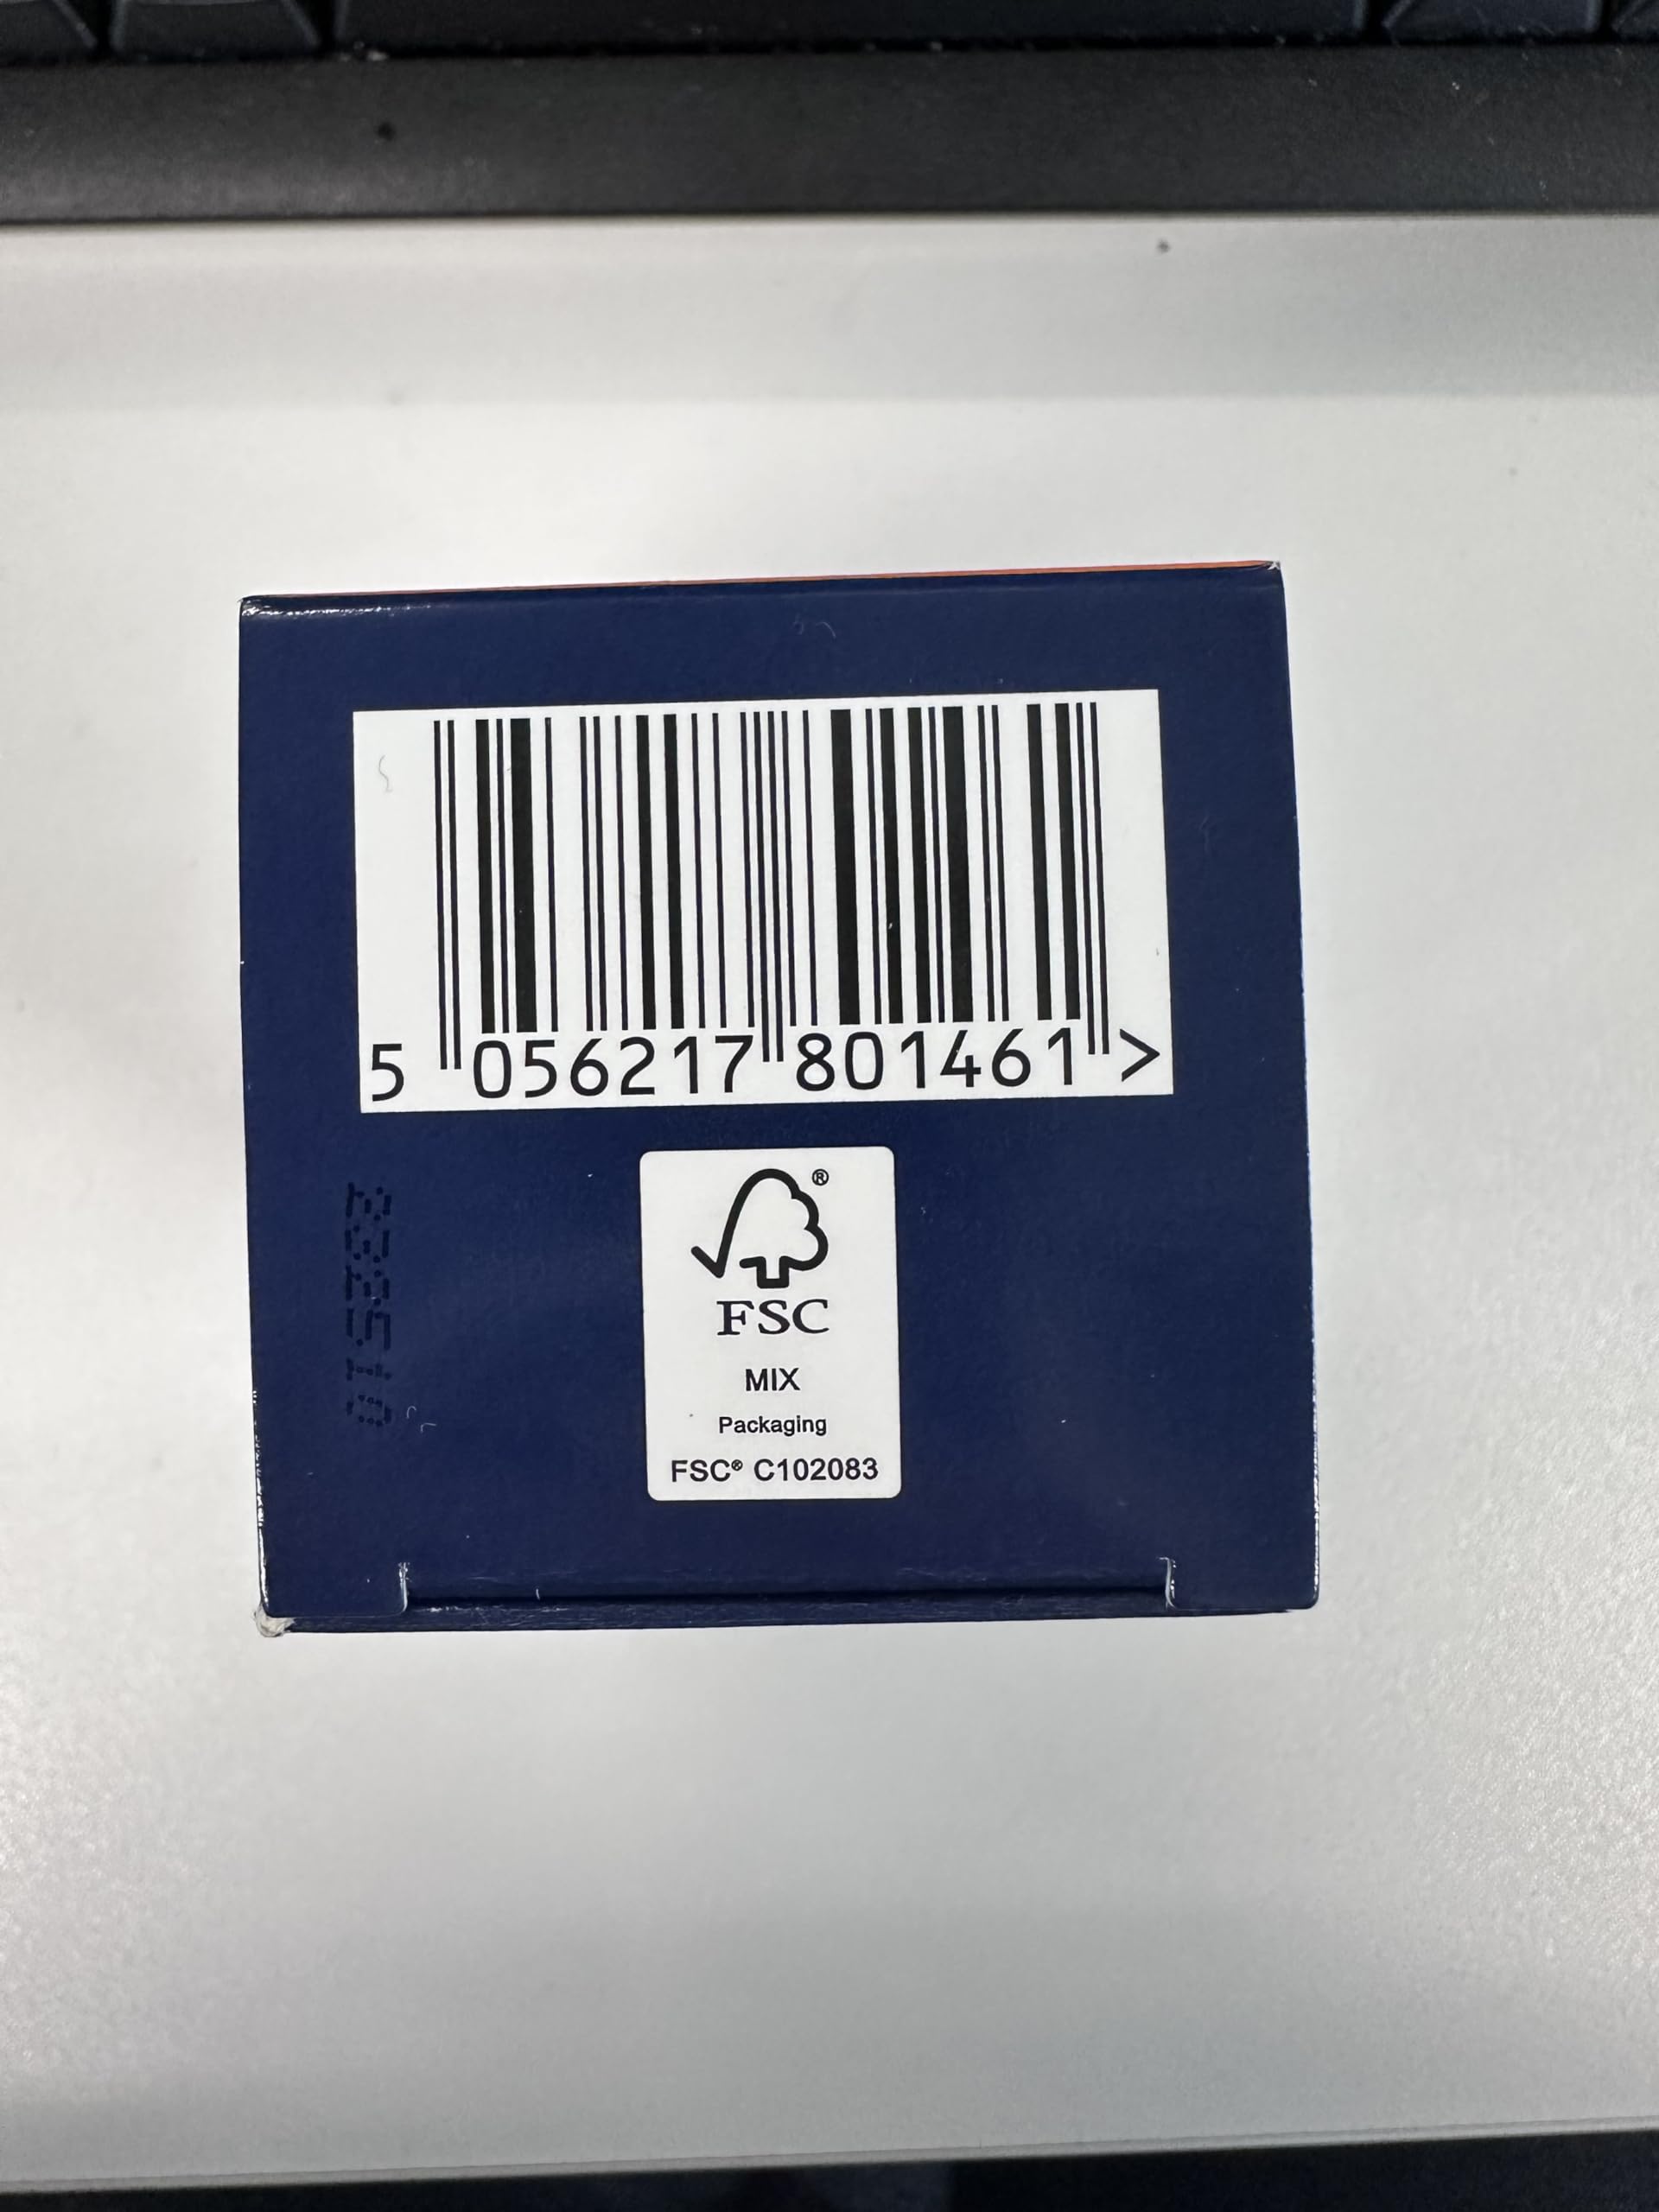 5 056217 801461 >
®
FSC
MIX
Packaging
FSC® C102083